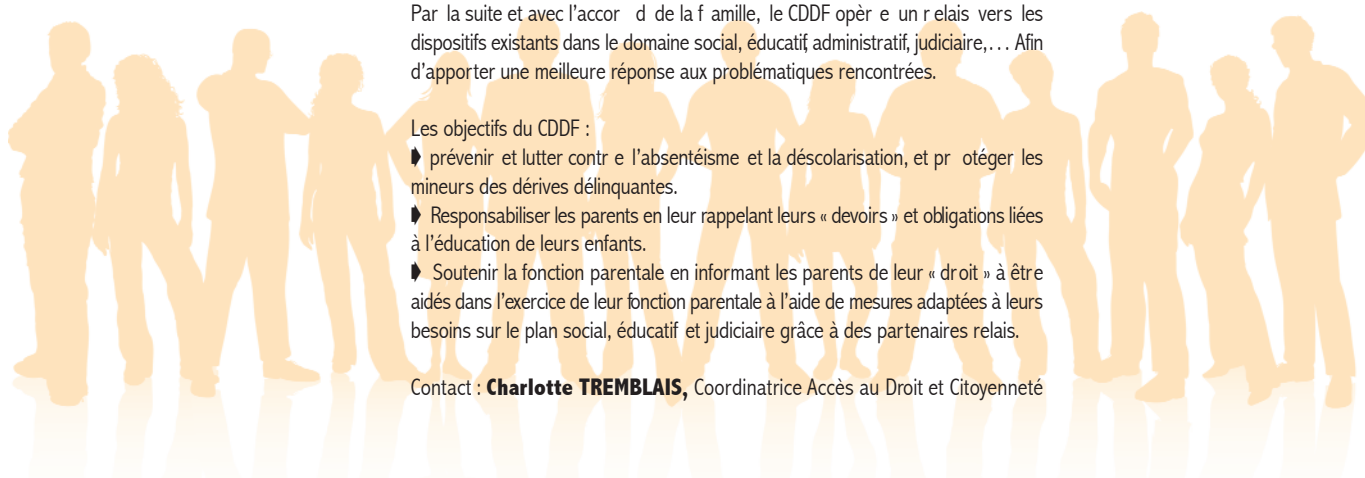 Par la suite et avec l'accor d de la f amille, le CDDF opèr e un r elais vers les
dispositifs existants dans le domaine social, éducatif, administratif, judiciaire,... Afin
d'apporter une meilleure réponse aux problématiques rencontrées.
Les objectifs du CDDF :
➧ prévenir et lutter contr e l'absentéisme et la déscolarisation, et pr otéger les
mineurs des dérives délinquantes.
➧ Responsabiliser les parents en leur rappelant leurs « devoirs » et obligations liées
à l'éducation de leurs enfants.
➧ Soutenir la fonction parentale en informant les parents de leur « droit » à être
aidés dans l'exercice de leur fonction parentale à l'aide de mesures adaptées à leurs
besoins sur le plan social, éducatif et judiciaire grâce à des partenaires relais.
Contact : Charlotte TREMBLAIS, Coordinatrice Accès au Droit et Citoyenneté